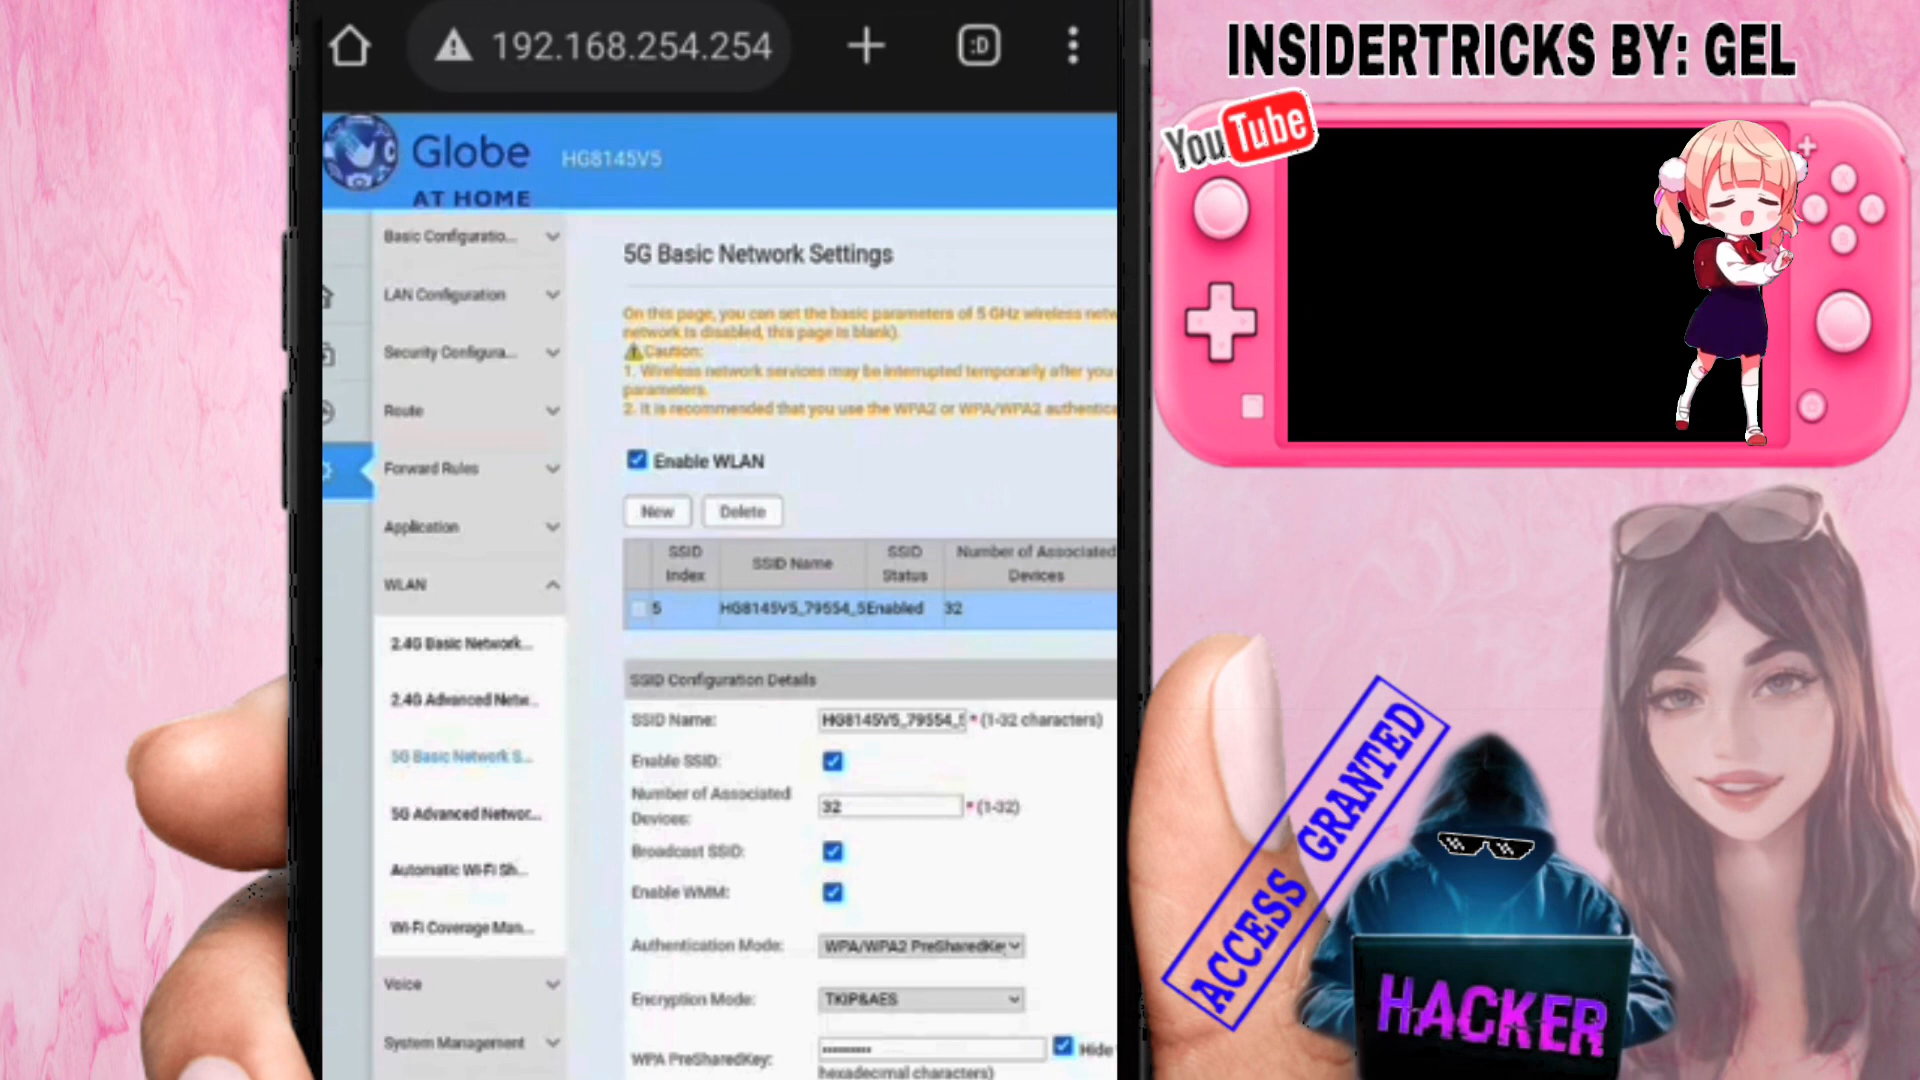 192.168.254.254
:D
INSIDERTRICKS BY: GEL
YouTube
Globe
AT HOME
HG8145V5
Basic Configuratio...
LAN Configuration
Security Configura...
Route
Forward Rules
Application
WLAN
2.4G Basic Network...
2.4G Advanced Netw...
5G Basic Network S...
5G Advanced Networ...
Automatic Wi-Fi Sh...
Wi-Fi Coverage Man...
Voice
System Management
5G Basic Network Settings
On this page, you can set the basic parameters of 5 GHz wireless netw
network is disabled, this page is blank).
Caution:
1. Wireless network services may be interrupted temporarily after you
parameters.
2. It is recommended that you use the WPA2 or WPA/WPA2 authentica
Enable WLAN
New Delete
SSID Index SSID Name SSID Status Number of Associated Devices
5 HG8145V5_79554_5 Enabled 32
SSID Configuration Details
SSID Name: HG8145V5_79554_5 * (1-32 characters)
Enable SSID:
Number of Associated Devices: 32 * (1-32)
Broadcast SSID:
Enable WMM:
Authentication Mode: WPA/WPA2 PreSharedKey
Encryption Mode: TKIP&AES
WPA PreSharedKey: Hide
hexadecimal characters)
ACCESS GRANTED
HACKER